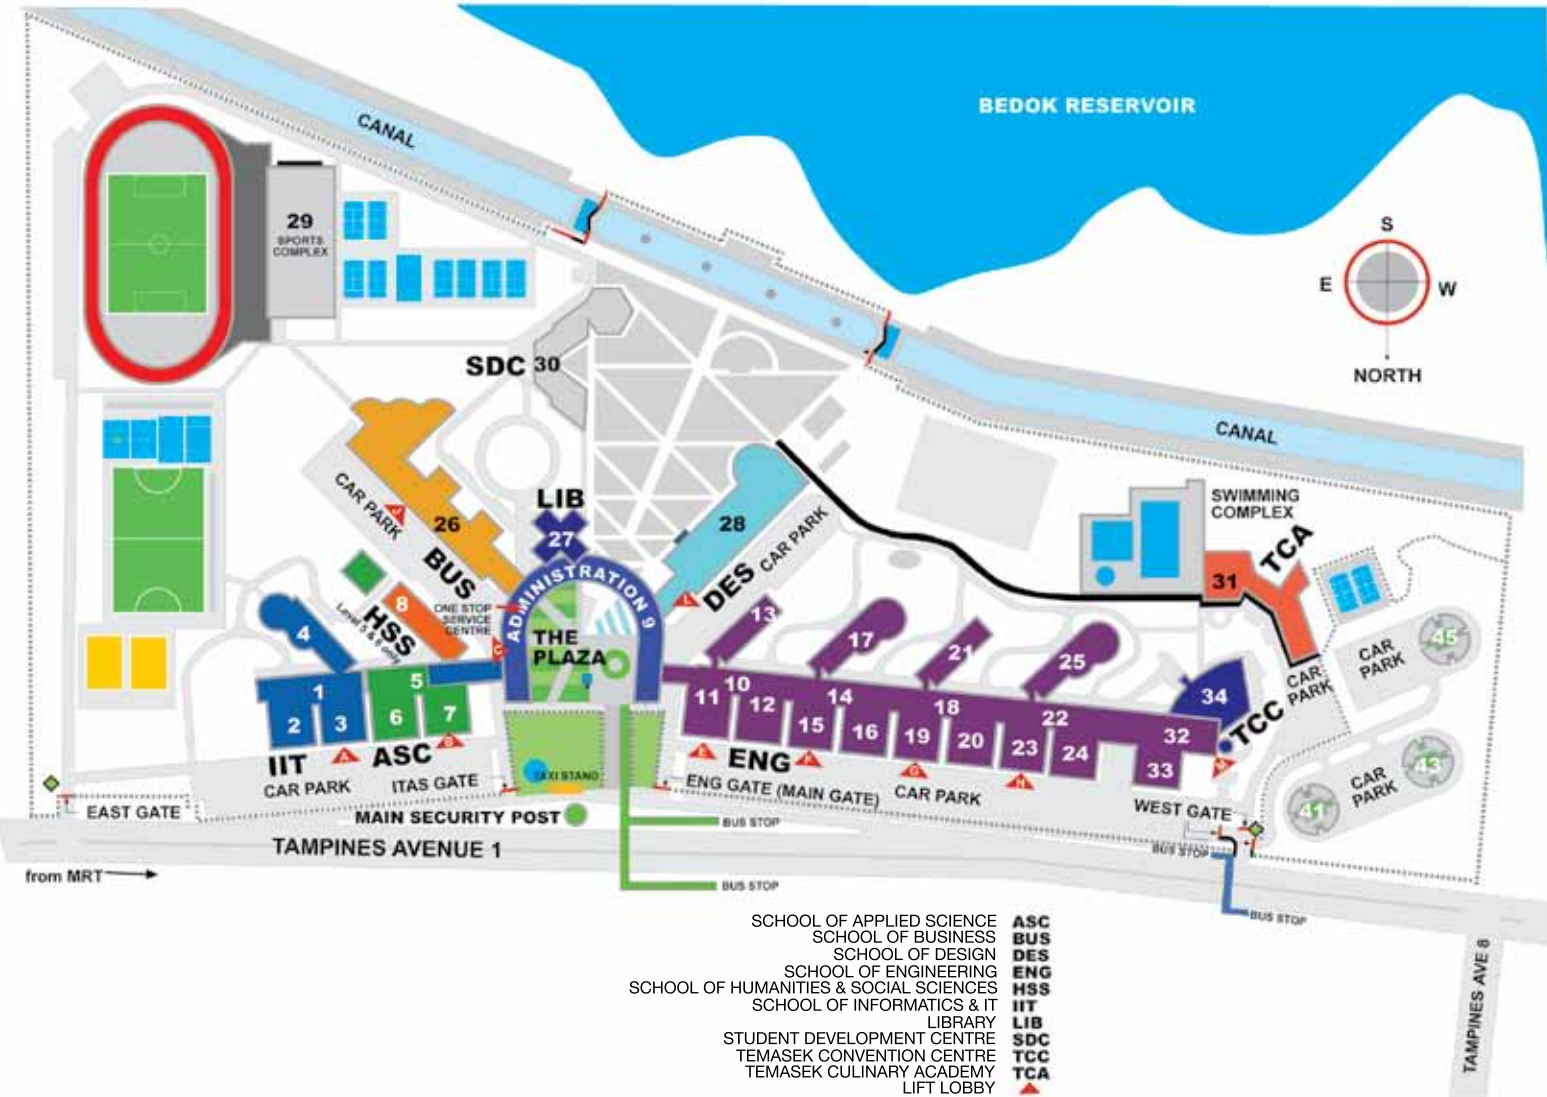 BEDOK RESERVOIR
CANAL
S
E
W
NORTH
29
SPORTS
COMPLEX
SDC 30
CANAL
SWIMMING
COMPLEX
TCA
31
CAR PARK
J
26
BUS
LIB
27
28
DES
CAR PARK
L
ADMINISTRATION 9
ONE STOP
SERVICE
CENTRE
C
THE
PLAZA
8
HSS
Level 5 & 6 only
4
1
2
3
5
6
7
A
B
IIT
ASC
CAR PARK
ITAS GATE
TAXI STAND
13
17
21
25
10
11
12
14
15
16
18
19
20
22
23
24
32
33
34
TCC
E
F
G
H
M
ENG
ENG GATE (MAIN GATE)
CAR PARK
WEST GATE
CAR
PARK
CAR
PARK
45
CAR
PARK
43
41
EAST GATE
MAIN SECURITY POST
TAMPINES AVENUE 1
from MRT
BUS STOP
BUS STOP
BUS STOP
BUS STOP
TAMPINES AVE 8
SCHOOL OF APPLIED SCIENCE ASC
SCHOOL OF BUSINESS BUS
SCHOOL OF DESIGN DES
SCHOOL OF ENGINEERING ENG
SCHOOL OF HUMANITIES & SOCIAL SCIENCES HSS
SCHOOL OF INFORMATICS & IT IIT
LIBRARY LIB
STUDENT DEVELOPMENT CENTRE SDC
TEMASEK CONVENTION CENTRE TCC
TEMASEK CULINARY ACADEMY TCA
LIFT LOBBY